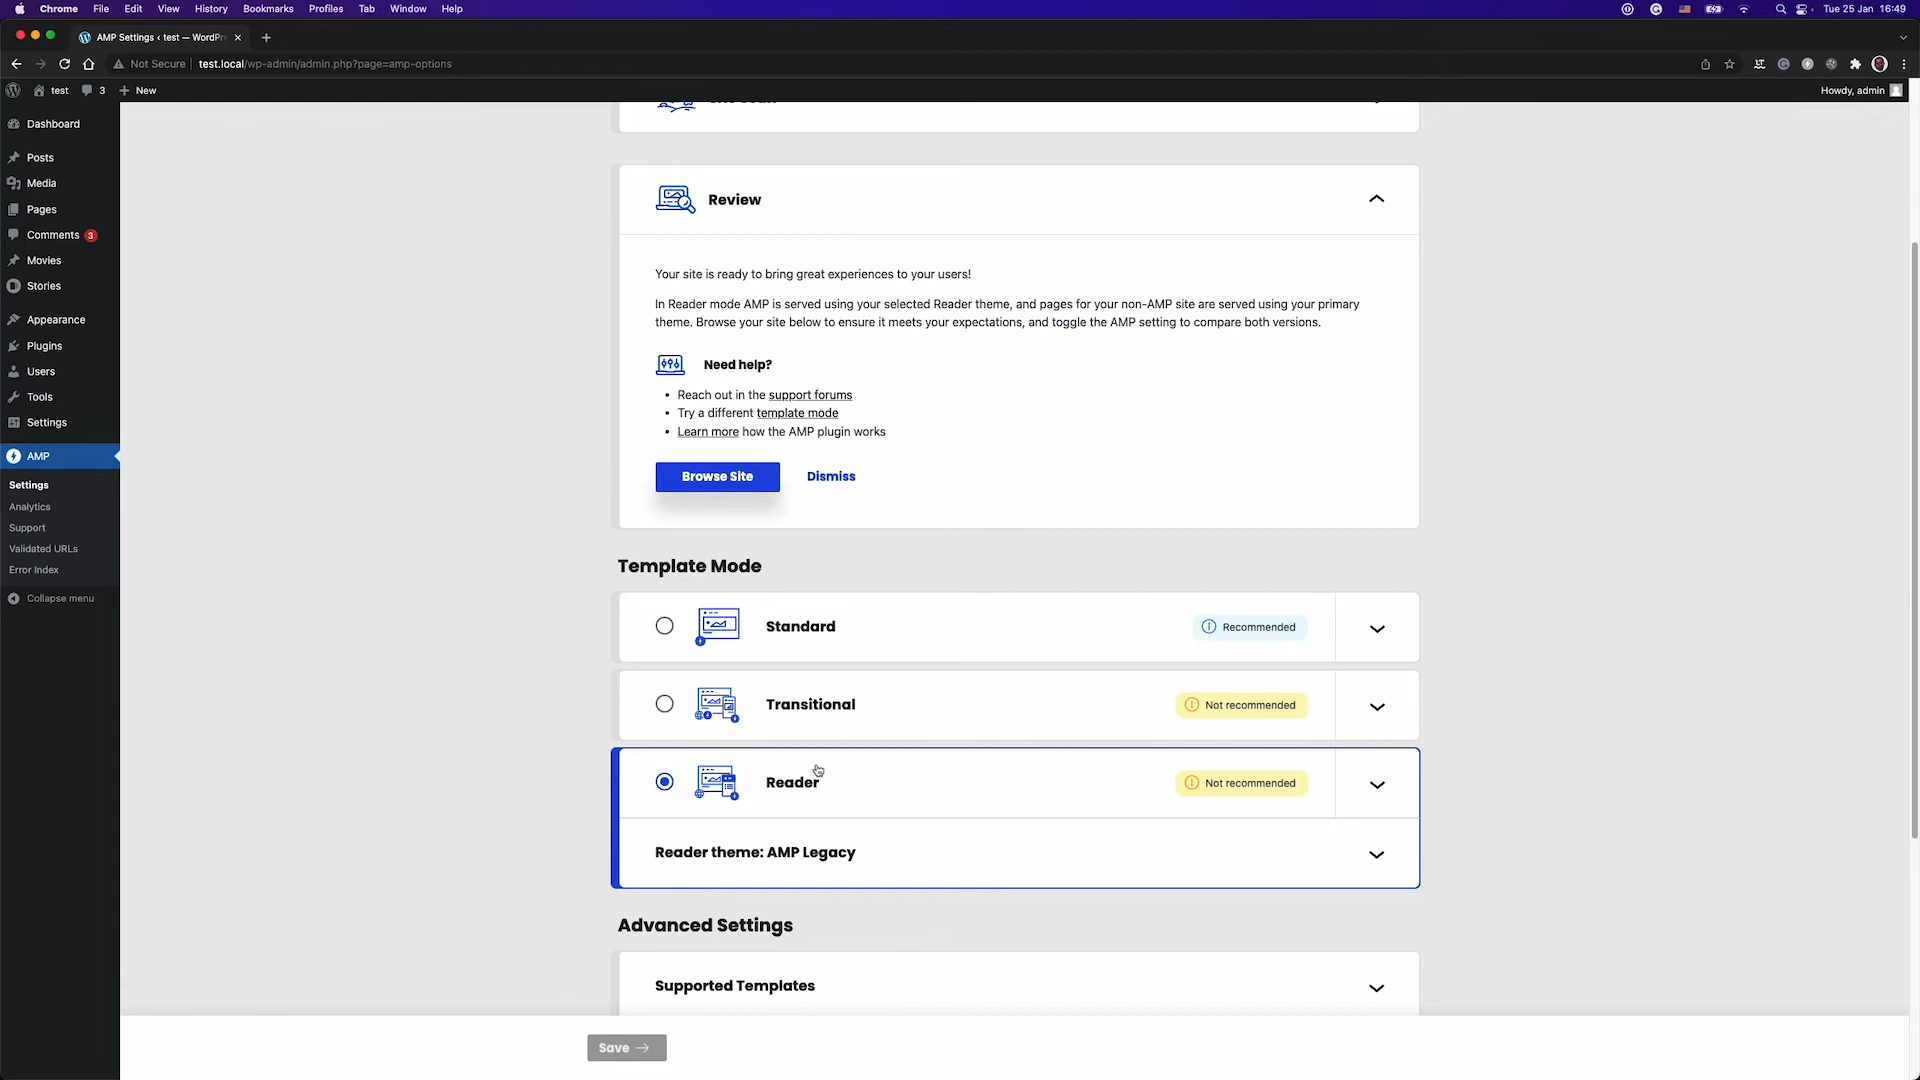 Chrome File Edit View History Bookmarks Profiles Tab Window Help
Tue 25 Jan 16:49
AMP Settings ‹ test — WordPr
Not Secure test.local/wp-admin/admin.php?page=amp-options
test 3 New
Howdy, admin
Dashboard
Posts
Media
Pages
Comments 3
Movies
Stories
Appearance
Plugins
Users
Tools
Settings
AMP
Settings
Analytics
Support
Validated URLs
Error Index
Collapse menu
Review
Your site is ready to bring great experiences to your users!
In Reader mode AMP is served using your selected Reader theme, and pages for your non-AMP site are served using your primary
theme. Browse your site below to ensure it meets your expectations, and toggle the AMP setting to compare both versions.
Need help?
• Reach out in the support forums
• Try a different template mode
• Learn more how the AMP plugin works
Browse Site Dismiss
Template Mode
Standard Recommended
Transitional Not recommended
Reader Not recommended
Reader theme: AMP Legacy
Advanced Settings
Supported Templates
Save →